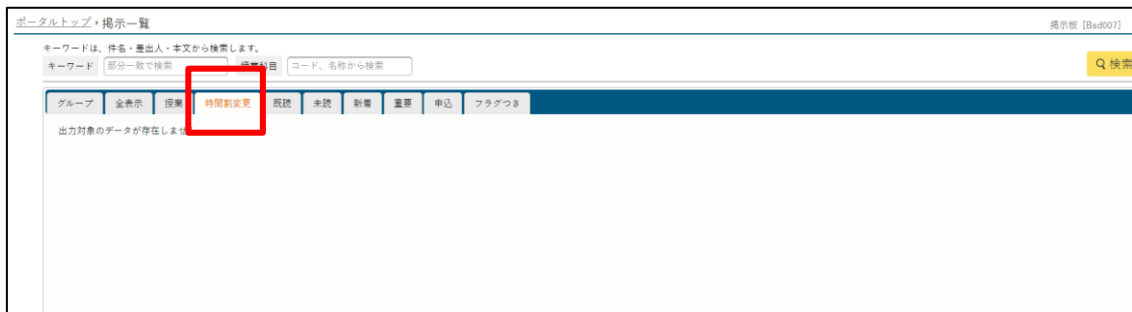 ポータルトップ▸掲示一覧 掲示板 [Bsd007]
キーワードは、件名・差出人・本文から検索します。
キーワード 部分一致で検索 科目 コード、名称から検索 検索
グループ 全表示 授業 時間割変更 既読 未読 新着 重要 申込 フラグつき
出力対象のデータが存在しませ